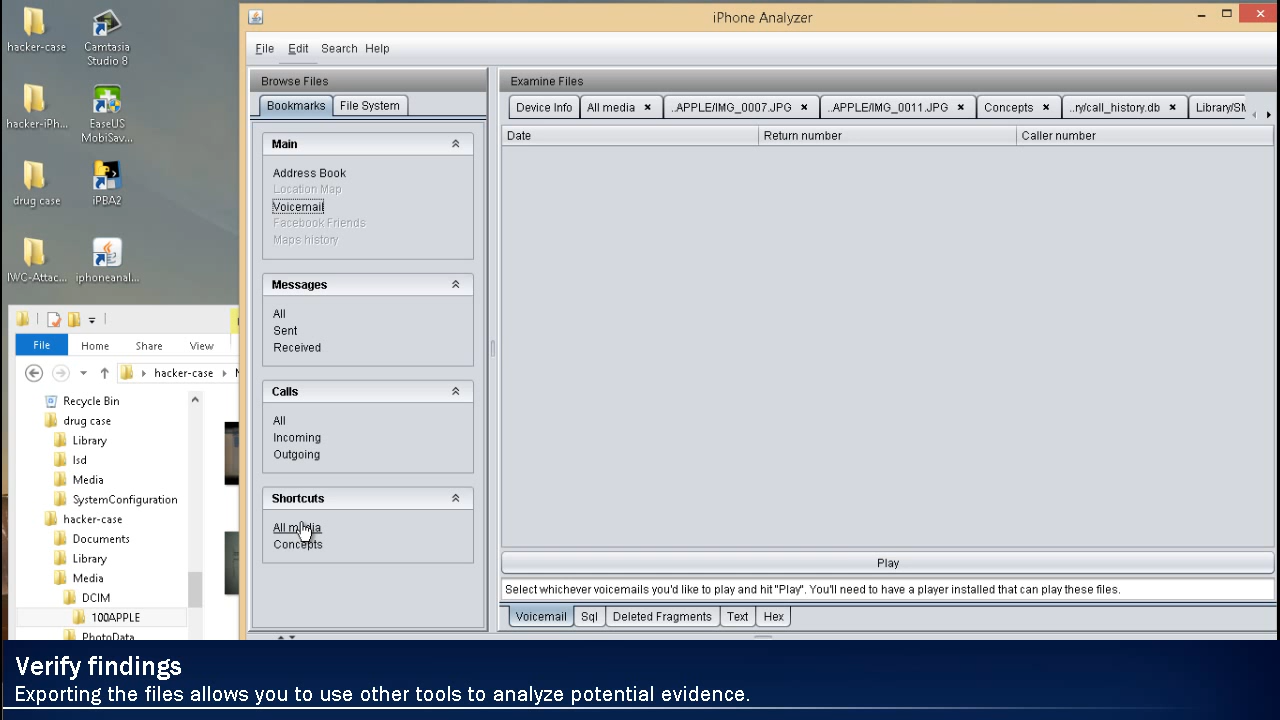 hacker-case
Camtasia
Studio 8
hacker-iPh...
EaseUS
MobiSav...
drug case
iPBA2
IWC-Attac...
iphoneanal...
File
Home
Share
View
hacker-case
Recycle Bin
drug case
Library
lsd
Media
SystemConfiguration
hacker-case
Documents
Library
Media
DCIM
100APPLE
PhotoData
iPhone Analyzer
File Edit Search Help
Browse Files
Bookmarks File System
Main
Address Book
Location Map
Voicemail
Facebook Friends
Maps history
Messages
All
Sent
Received
Calls
All
Incoming
Outgoing
Shortcuts
All media
Concepts
Examine Files
Device Info All media ..APPLE/IMG_0007.JPG ..APPLE/IMG_0011.JPG Concepts ..ry/call_history.db Library/SM
Date Return number Caller number
Play
Select whichever voicemails you'd like to play and hit "Play". You'll need to have a player installed that can play these files.
Voicemail Sql Deleted Fragments Text Hex
Verify findings
Exporting the files allows you to use other tools to analyze potential evidence.